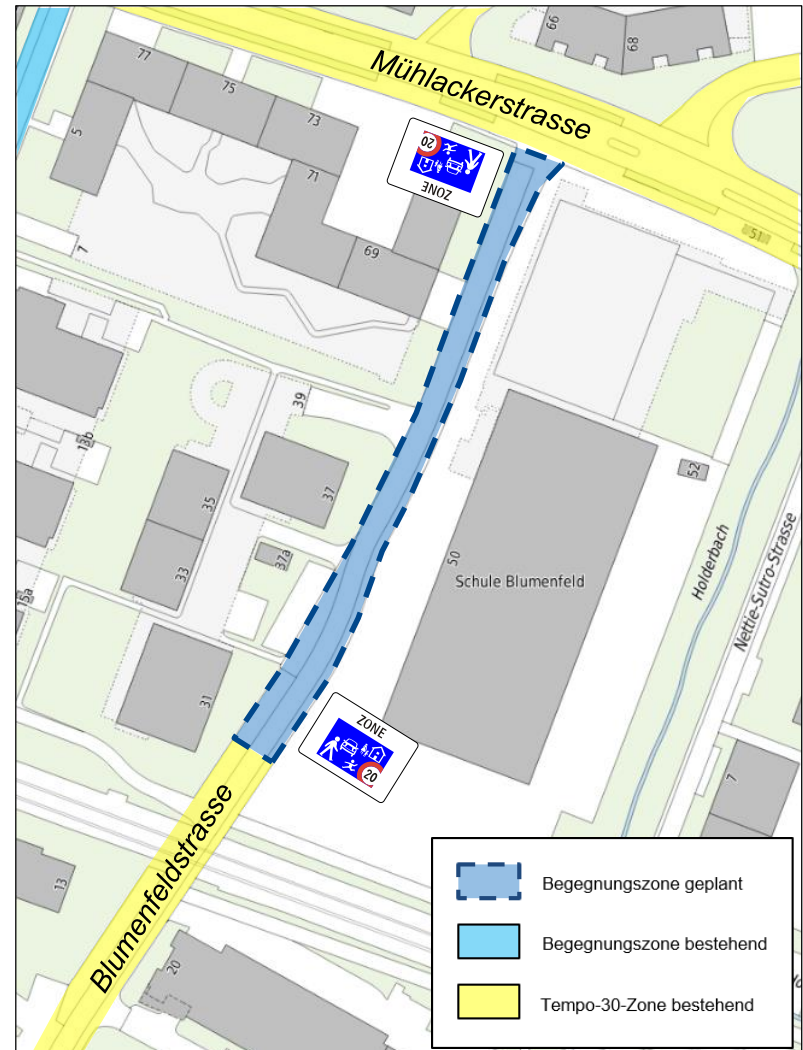 66
68
Mühlackerstrasse
77
75
73
5
71
20
ZONE
51
7
69
39
13b
35
37
52
50
33
37a
Schule Blumenfeld
Holderbach
Nettie-Sutro-Strasse
15a
31
ZONE
20
7
Blumenfeldstrasse
13
20
Begegnungszone geplant
Begegnungszone bestehend
Tempo-30-Zone bestehend